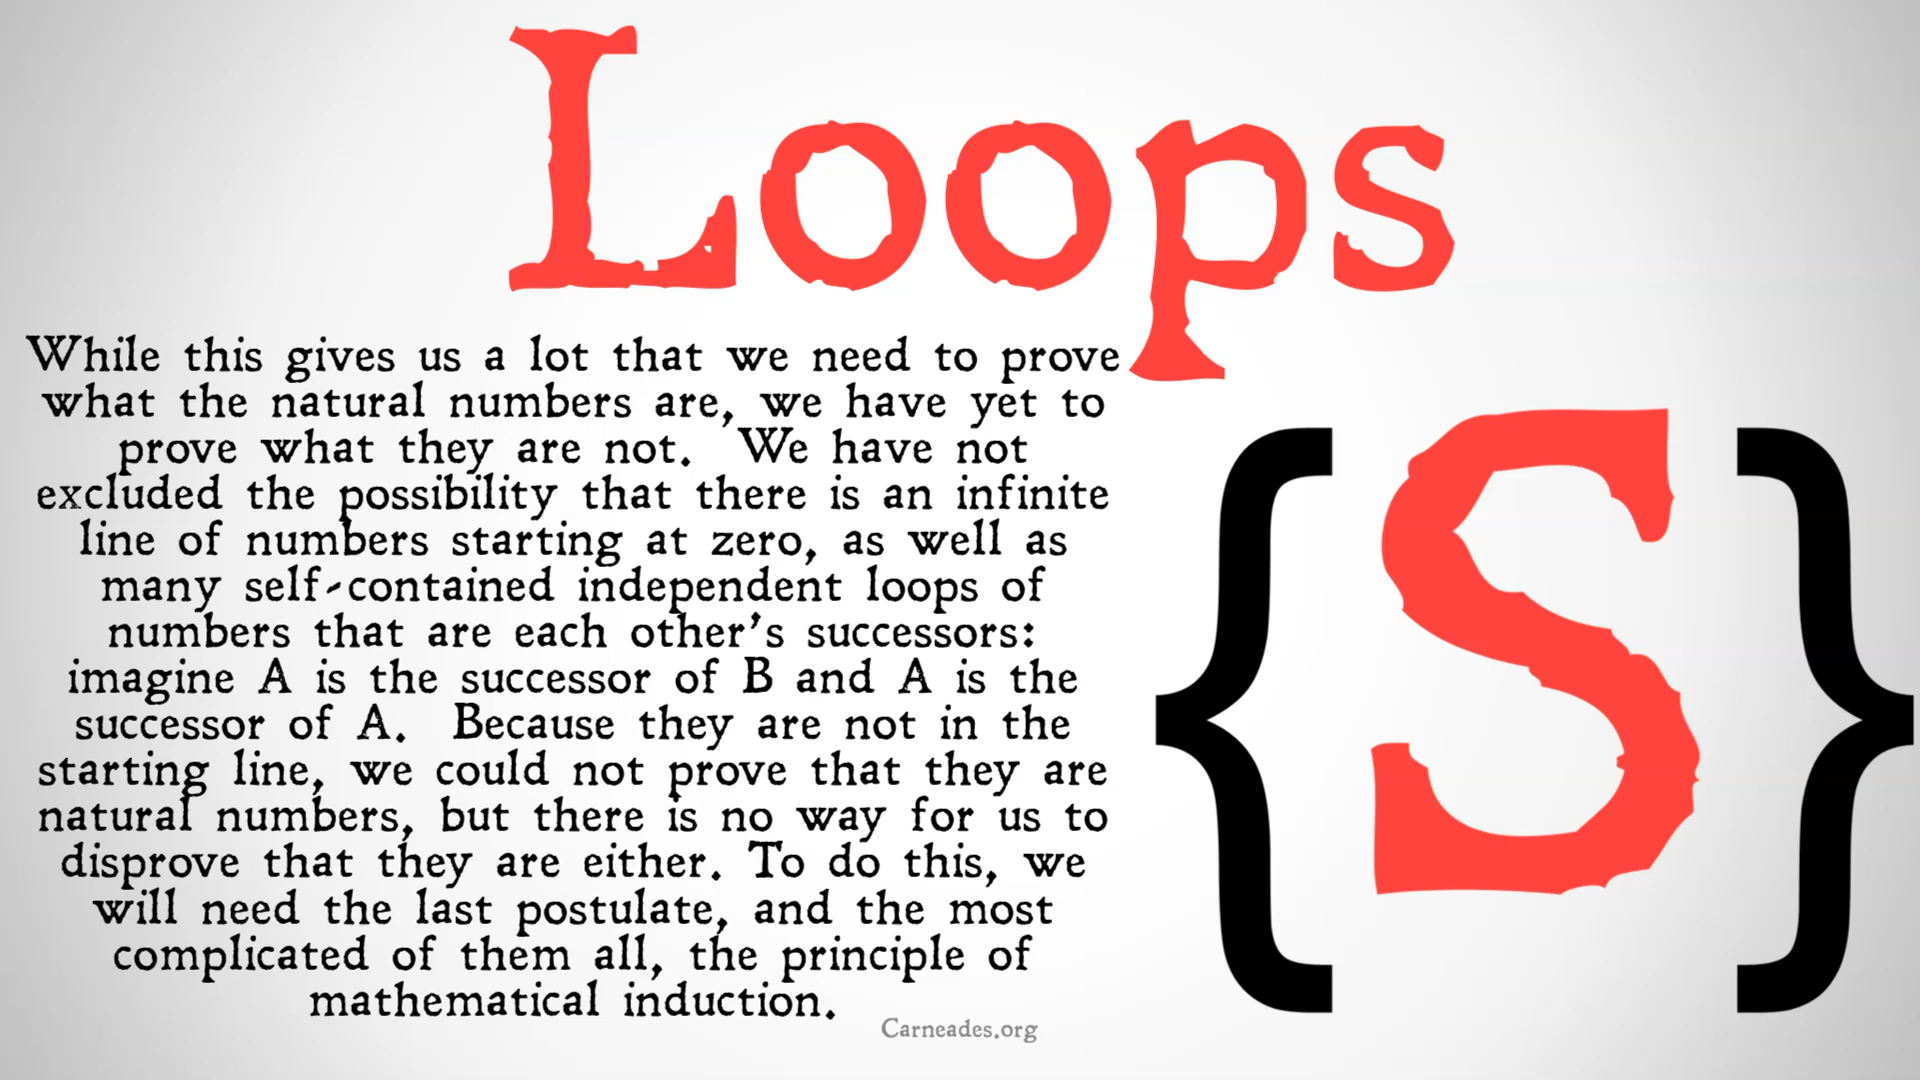 Loops
While this gives us a lot that we need to prove
what the natural numbers are, we have yet to
prove what they are not. We have not
excluded the possibility that there is an infinite
line of numbers starting at zero, as well as
many self-contained independent loops of
numbers that are each other's successors:
imagine A is the successor of B and A is the
successor of A. Because they are not in the
starting line, we could not prove that they are
natural numbers, but there is no way for us to
disprove that they are either. To do this, we
will need the last postulate, and the most
complicated of them all, the principle of
mathematical induction.
{S}
Carneades.org